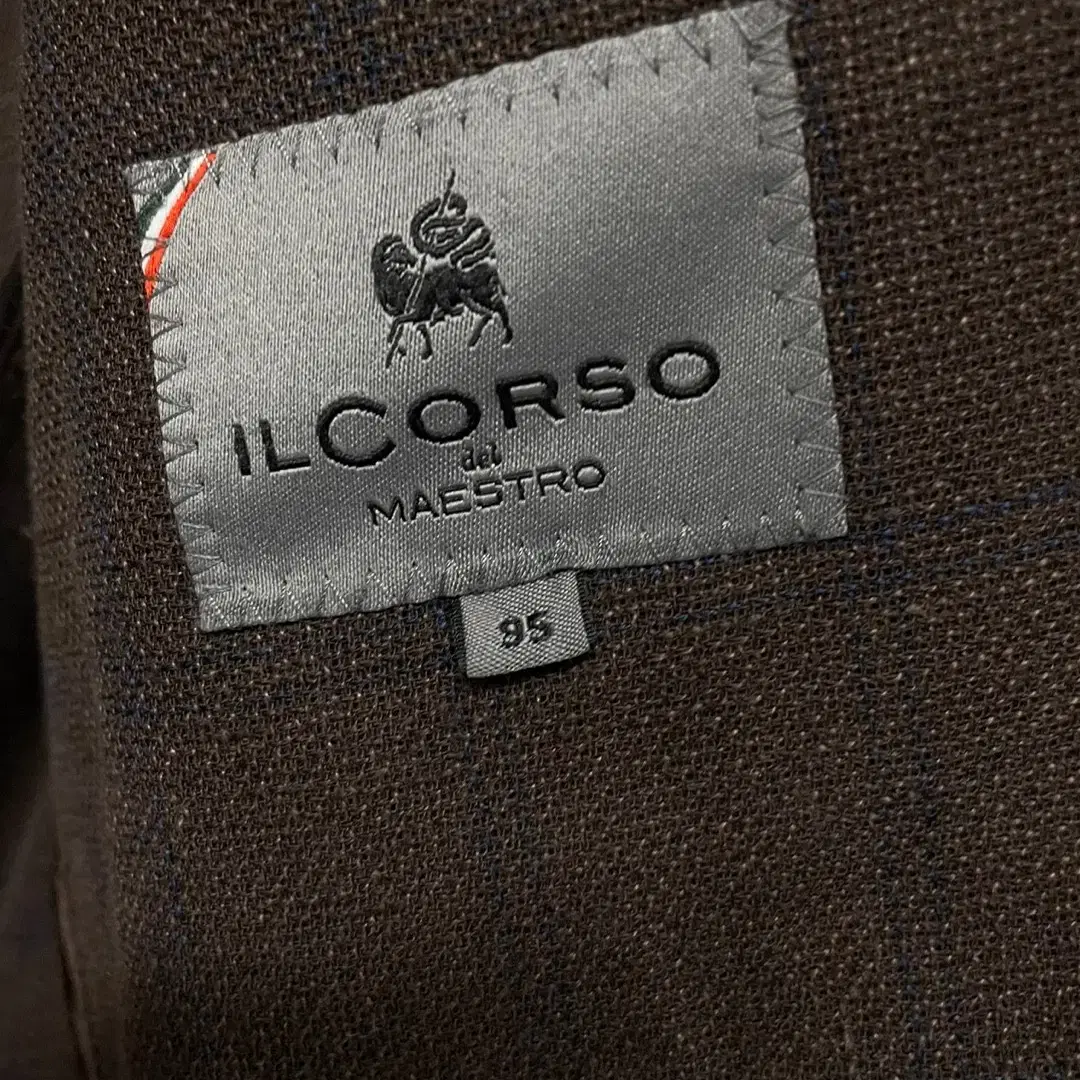 ILCORSO
del
MAESTRO
95